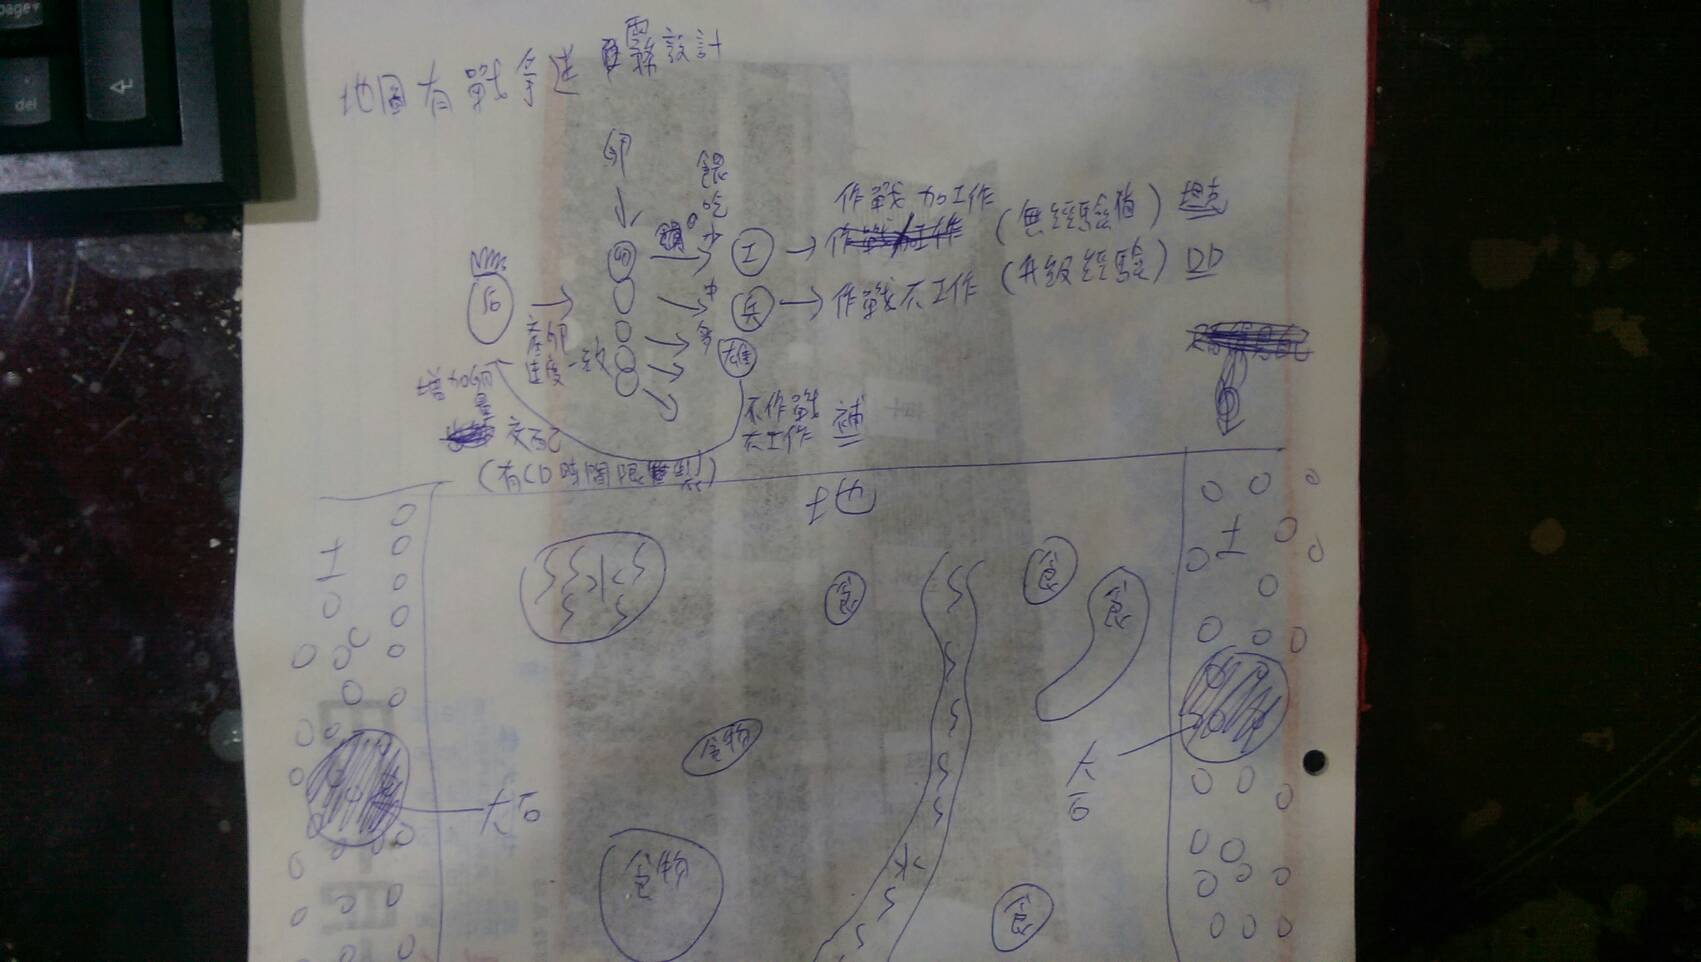 page
del
地圖有戰爭迷霧設計
卵
餵吃
少
后
卵
工
作戰加工作
(無經驗值)
坦克
產卵速度一致
中
兵
作戰不工作
(升級經驗)
DD
多
雄
增加卵量
交配
(有CD時間限制)
不作戰
不工作
補
地
土
水
食
食
食
土
食物
大石
大石
食物
水
食